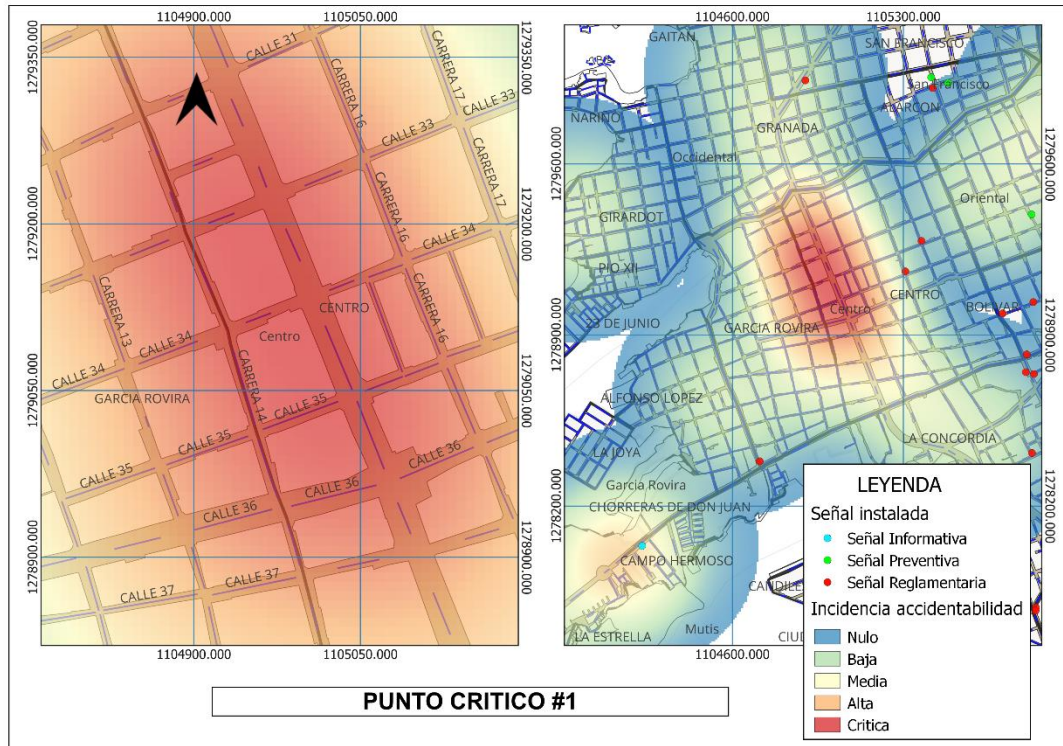 1104900.000
1105050.000
1279350.000
1279200.000
1279050.000
1278900.000
CALLE 31
CARRERA 16
CARRERA 17
CALLE 33
CALLE 33
CARRERA 17
CARRERA 16
CALLE 34
CENTRO
Centro
CARRERA 13
CALLE 34
CARRERA 16
CALLE 34
GARCIA ROVIRA
CARRERA 14
CALLE 35
CALLE 35
CALLE 35
CALLE 36
CALLE 36
CALLE 36
CALLE 37
CALLE 37
1279350.000
1279200.000
1279050.000
1278900.000
1104900.000
1105050.000
1104600.000
1105300.000
GAITAN
SAN FRANCISCO
San Francisco
ALARCON
NARIÑO
GRANADA
Occidental
1279600.000
1279600.000
Oriental
GIRARDOT
PIO XII
CENTRO
Centro
BOLIVAR
23 DE JUNIO
GARCIA ROVIRA
1278900.000
1278900.000
ALFONSO LOPEZ
LA CONCORDIA
LA JOYA
Garcia Rovira
CHORRERAS DE DON JUAN
1278200.000
1278200.000
CAMPO HERMOSO
LA ESTRELLA
Mutis
1104600.000
LEYENDA
Señal instalada
Señal Informativa
Señal Preventiva
Señal Reglamentaria
Incidencia accidentabilidad
Nulo
Baja
Media
Alta
Critica
PUNTO CRITICO #1